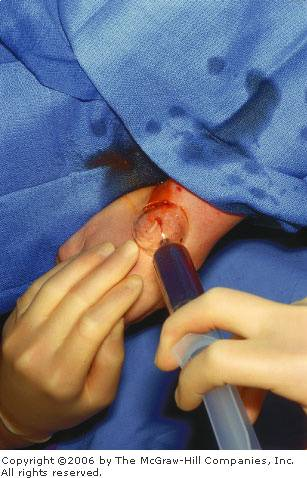 Copyright ©2006 by The McGraw-Hill Companies, Inc.
All rights reserved.